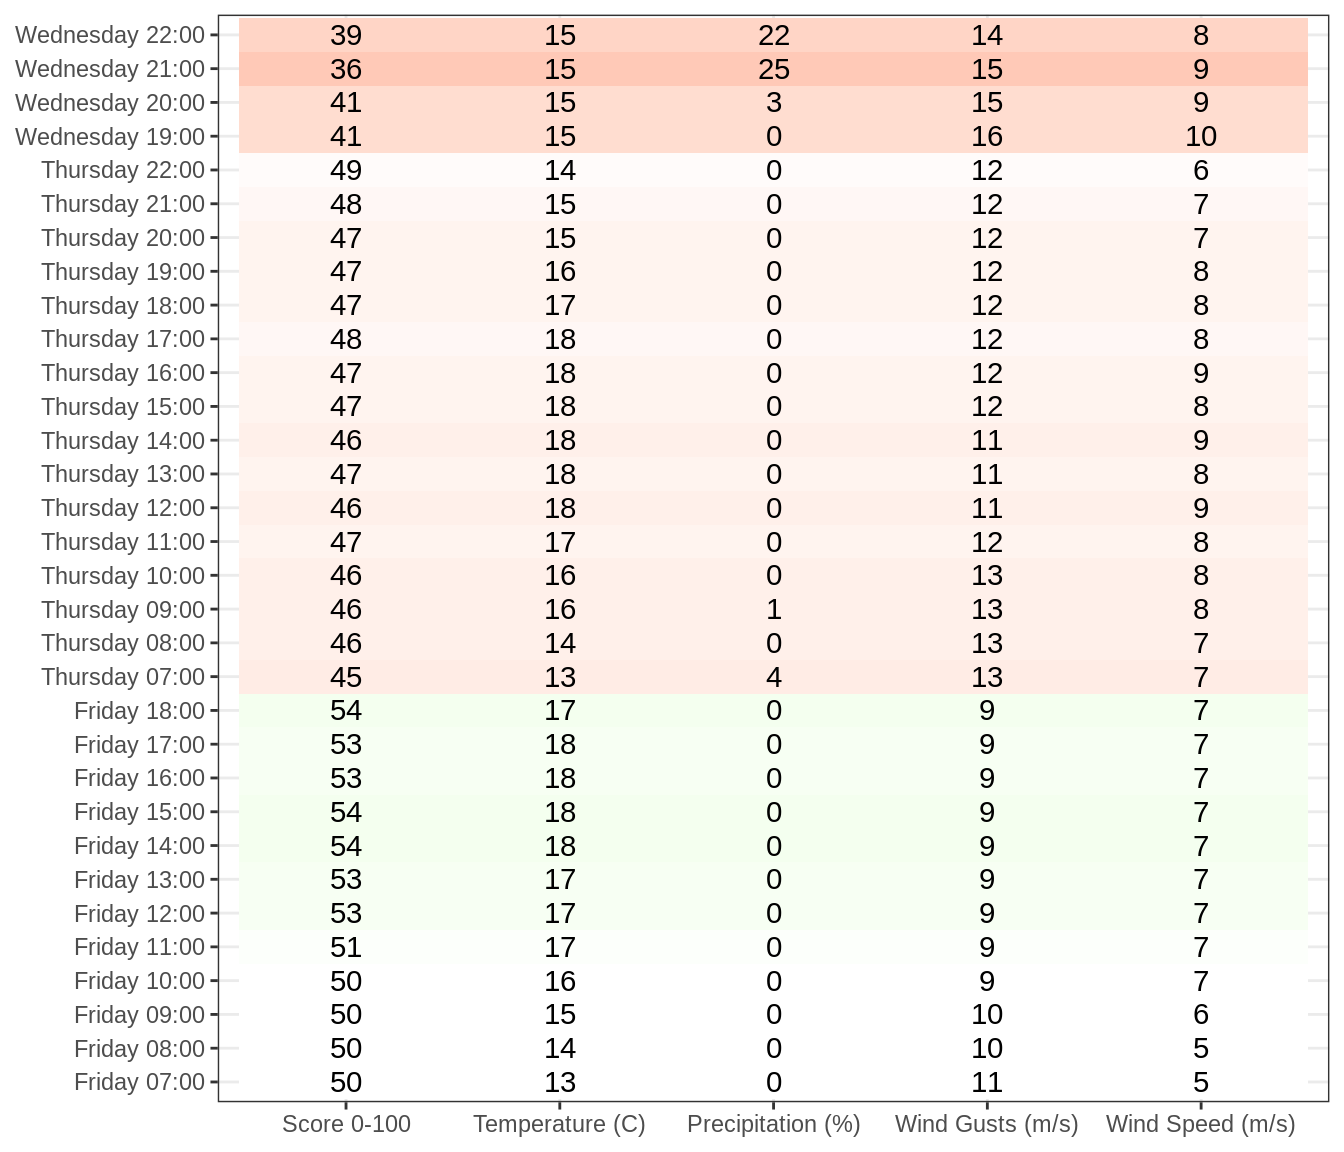 Wednesday 22:00 39 15 22 14 8
Wednesday 21:00 36 15 25 15 9
Wednesday 20:00 41 15 3 15 9
Wednesday 19:00 41 15 0 16 10
Thursday 22:00 49 14 0 12 6
Thursday 21:00 48 15 0 12 7
Thursday 20:00 47 15 0 12 7
Thursday 19:00 47 16 0 12 8
Thursday 18:00 47 17 0 12 8
Thursday 17:00 48 18 0 12 8
Thursday 16:00 47 18 0 12 9
Thursday 15:00 47 18 0 12 8
Thursday 14:00 46 18 0 11 9
Thursday 13:00 47 18 0 11 8
Thursday 12:00 46 18 0 11 9
Thursday 11:00 47 17 0 12 8
Thursday 10:00 46 16 0 13 8
Thursday 09:00 46 16 1 13 8
Thursday 08:00 46 14 0 13 7
Thursday 07:00 45 13 4 13 7
Friday 18:00 54 17 0 9 7
Friday 17:00 53 18 0 9 7
Friday 16:00 53 18 0 9 7
Friday 15:00 54 18 0 9 7
Friday 14:00 54 18 0 9 7
Friday 13:00 53 17 0 9 7
Friday 12:00 53 17 0 9 7
Friday 11:00 51 17 0 9 7
Friday 10:00 50 16 0 9 7
Friday 09:00 50 15 0 10 6
Friday 08:00 50 14 0 10 5
Friday 07:00 50 13 0 11 5
Score 0-100 Temperature (C) Precipitation (%) Wind Gusts (m/s) Wind Speed (m/s)